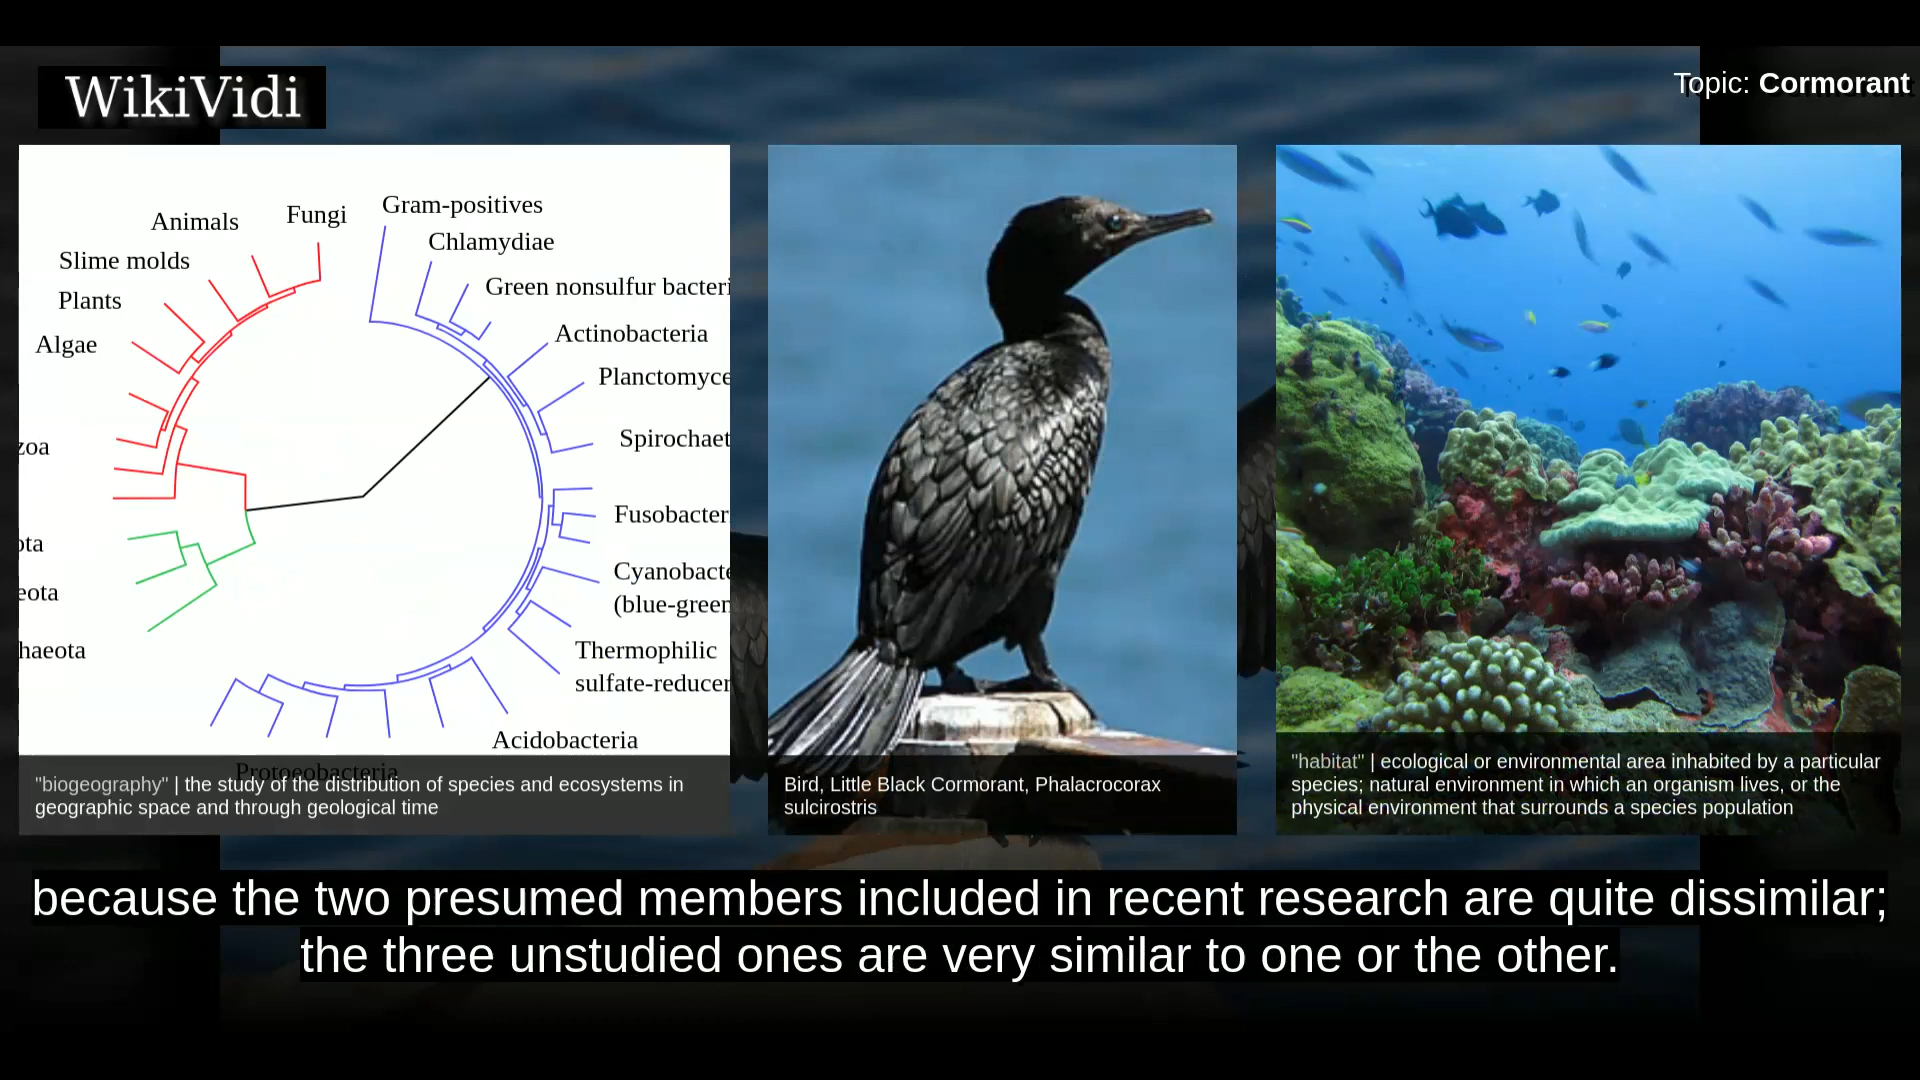 WikiVidi
Topic: Cormorant
Gram-positives
Fungi
Animals
Chlamydiae
Slime molds
Green nonsulfur bacteri
Plants
Actinobacteria
Algae
Planctomyce
Spirochaet
zoa
Fusobacter
ota
Cyanobacte
(blue-green
eota
Thermophilic
sulfate-reducer
haeota
Acidobacteria
Proteobacteria
"biogeography" | the study of the distribution of species and ecosystems in
geographic space and through geological time
Bird, Little Black Cormorant, Phalacrocorax
sulcirostris
"habitat" | ecological or environmental area inhabited by a particular
species; natural environment in which an organism lives, or the
physical environment that surrounds a species population
because the two presumed members included in recent research are quite dissimilar;
the three unstudied ones are very similar to one or the other.